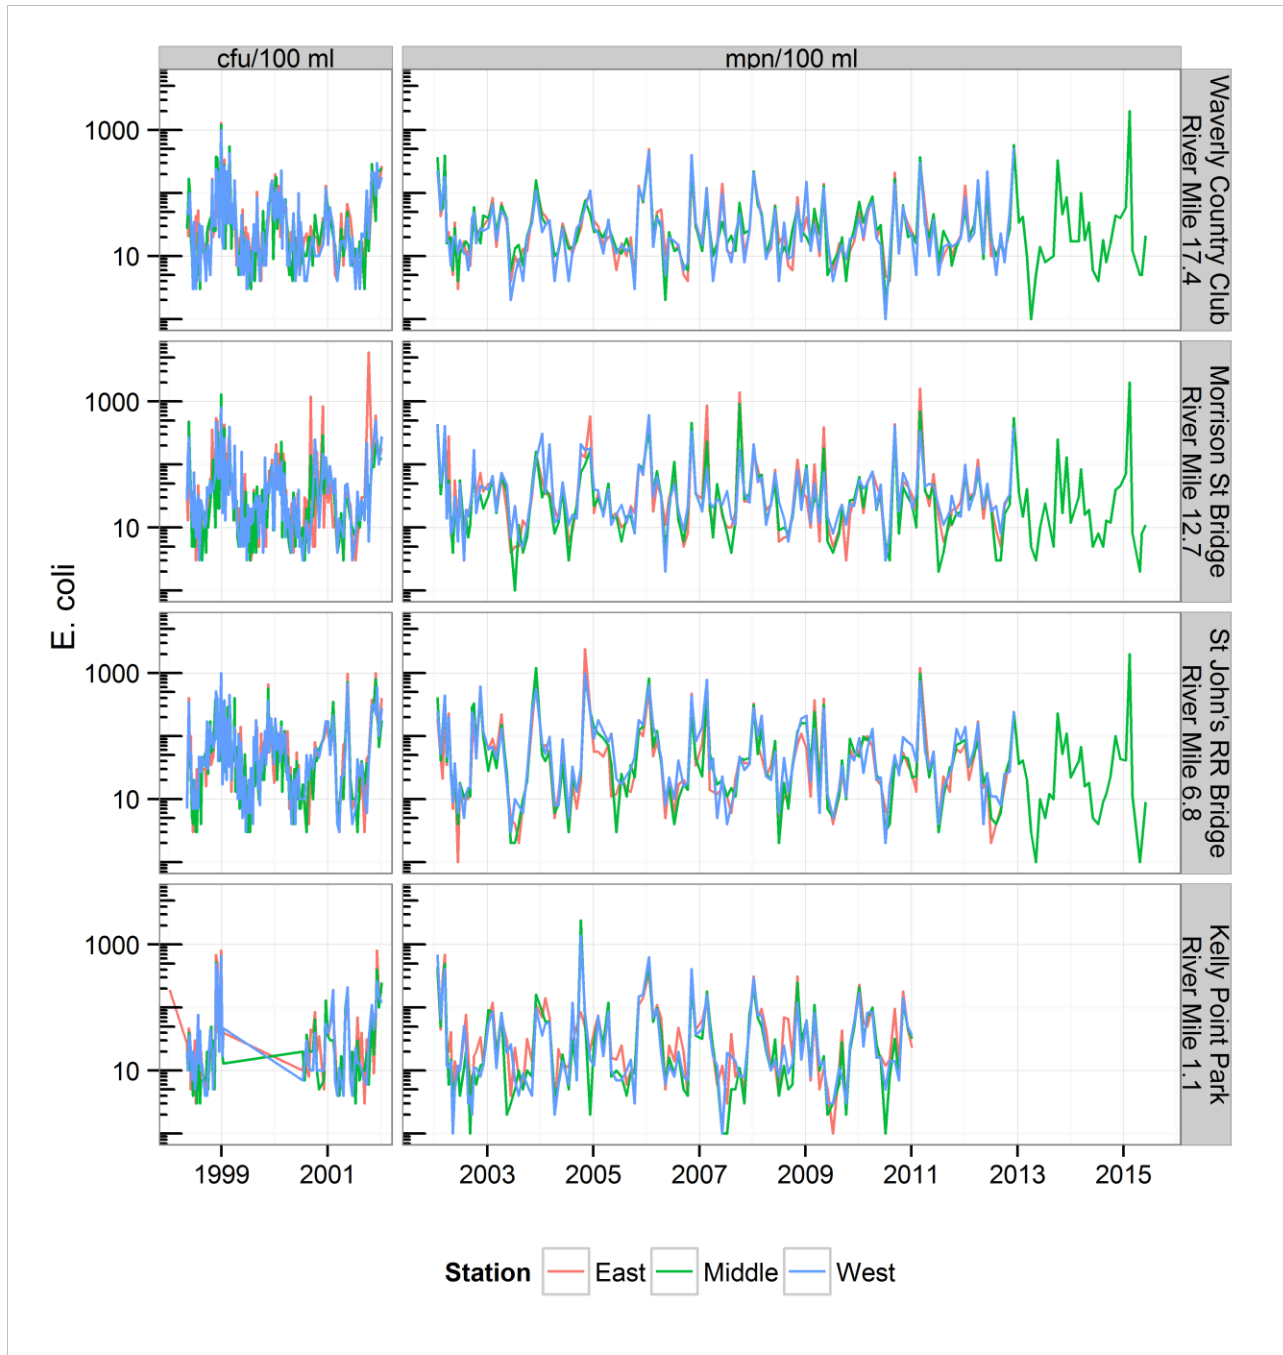 cfu/100 ml
mpn/100 ml
1000
10
Waverly Country Club
River Mile 17.4
1000
10
Morrison St Bridge
River Mile 12.7
E. coli
1000
10
St John's RR Bridge
River Mile 6.8
1000
10
Kelly Point Park
River Mile 1.1
1999
2001
2003
2005
2007
2009
2011
2013
2015
Station
East
Middle
West